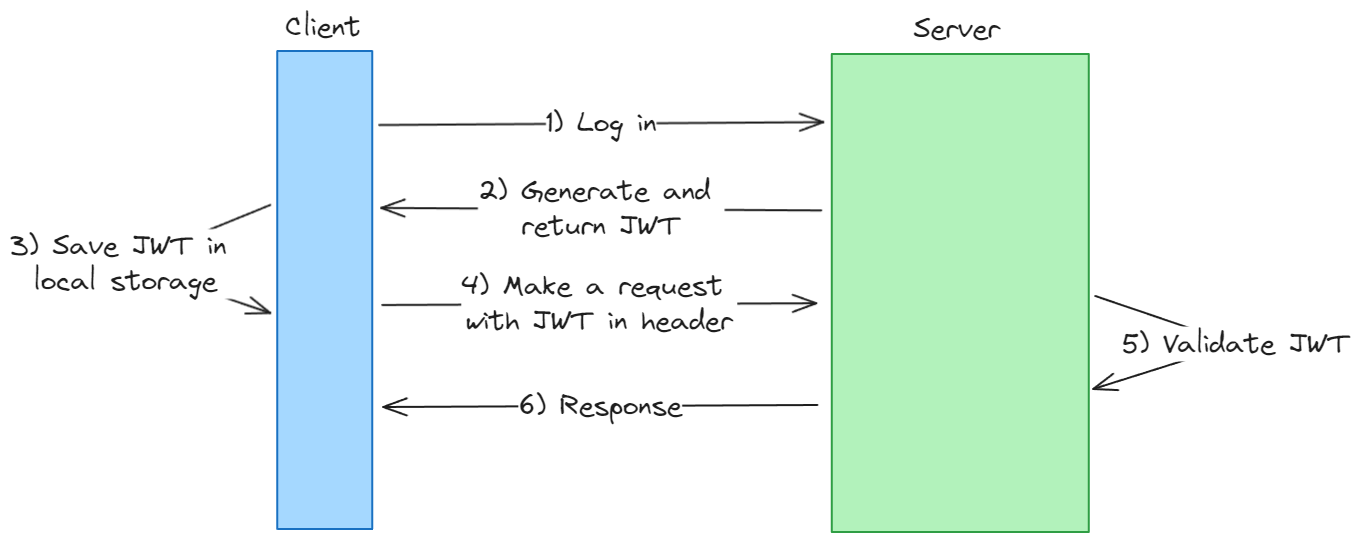 Client
Server
1) Log in
2) Generate and
return JWT
3) Save JWT in
local storage
4) Make a request
with JWT in header
5) Validate JWT
6) Response